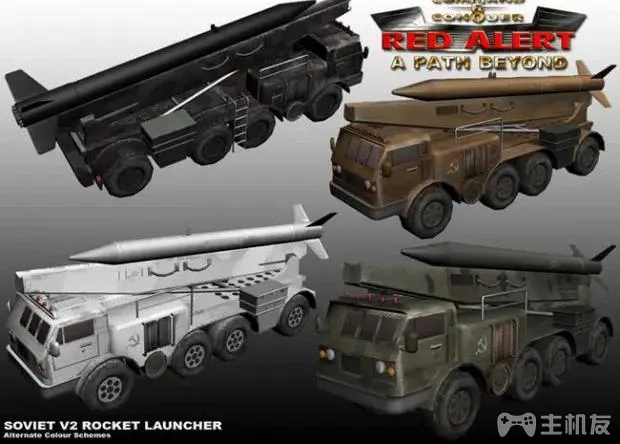 COMMAND & CONQUER
RED ALERT
A PATH BEYOND
SOVIET V2 ROCKET LAUNCHER
Alternate Colour Schemes
主机友